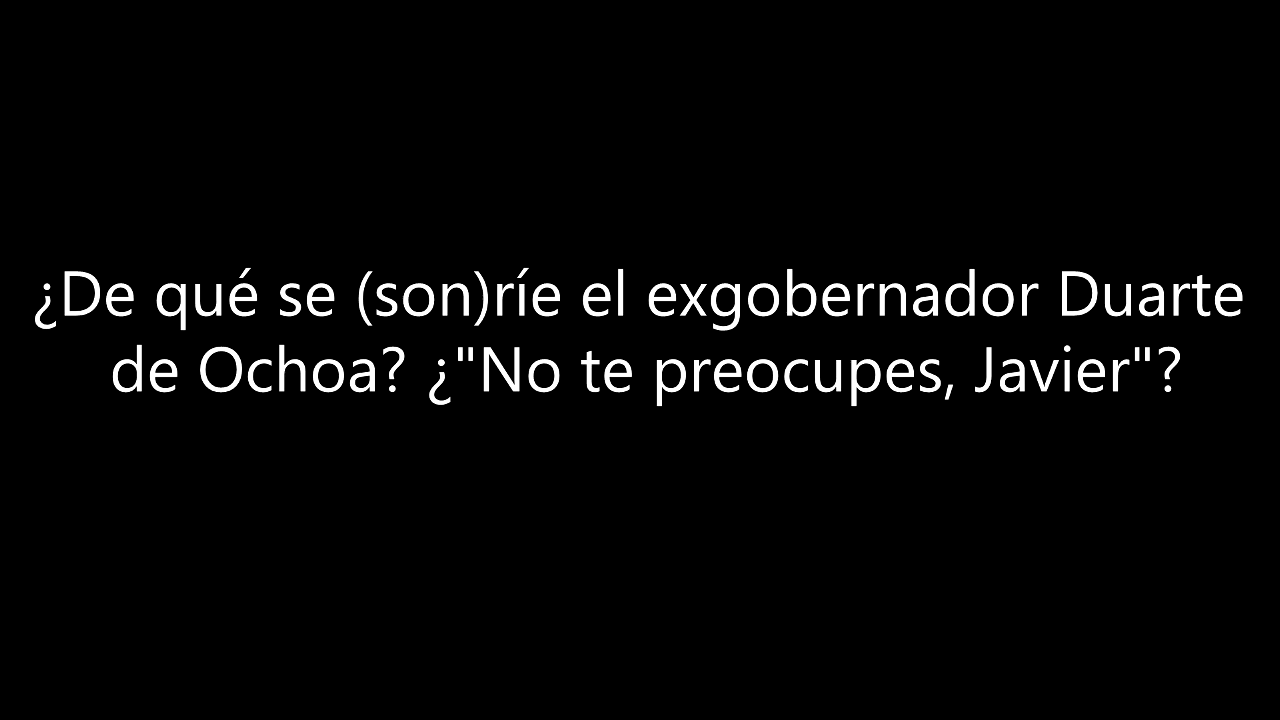 ¿De qué se (son)ríe el exgobernador Duarte
de Ochoa? ¿"No te preocupes, Javier"?